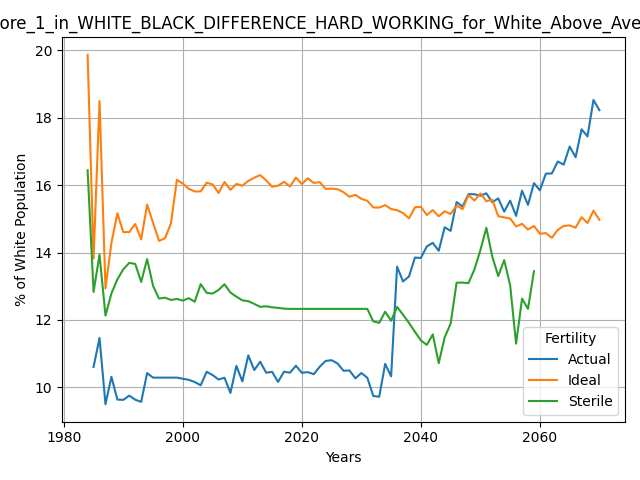 ore_1_in_WHITE_BLACK_DIFFERENCE_HARD_WORKING_for_White_Above_Ave
20
18
16
14
12
10
% of White Population
1980
2000
2020
2040
2060
Years
Fertility
Actual
Ideal
Sterile